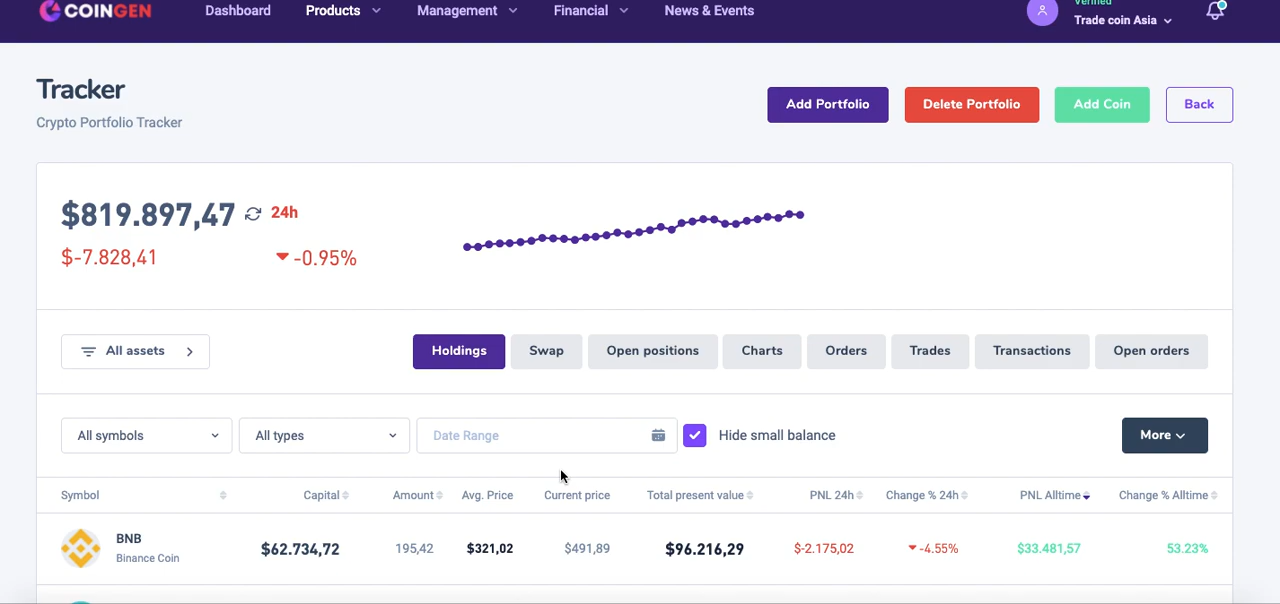 COINGEN Dashboard Products Management Financial News & Events Verified
Trade coin Asia
Tracker
Crypto Portfolio Tracker
Add Portfolio Delete Portfolio Add Coin Back
$819.897,47 24h
$-7.828,41 -0.95%
All assets Holdings Swap Open positions Charts Orders Trades Transactions Open orders
All symbols All types Date Range Hide small balance More
Symbol Capital Amount Avg. Price Current price Total present value PNL 24h Change % 24h PNL Alltime Change % Alltime
BNB
Binance Coin
$62.734,72 195,42 $321,02 $491,89 $96.216,29 $-2.175,02 -4.55% $33.481,57 53.23%